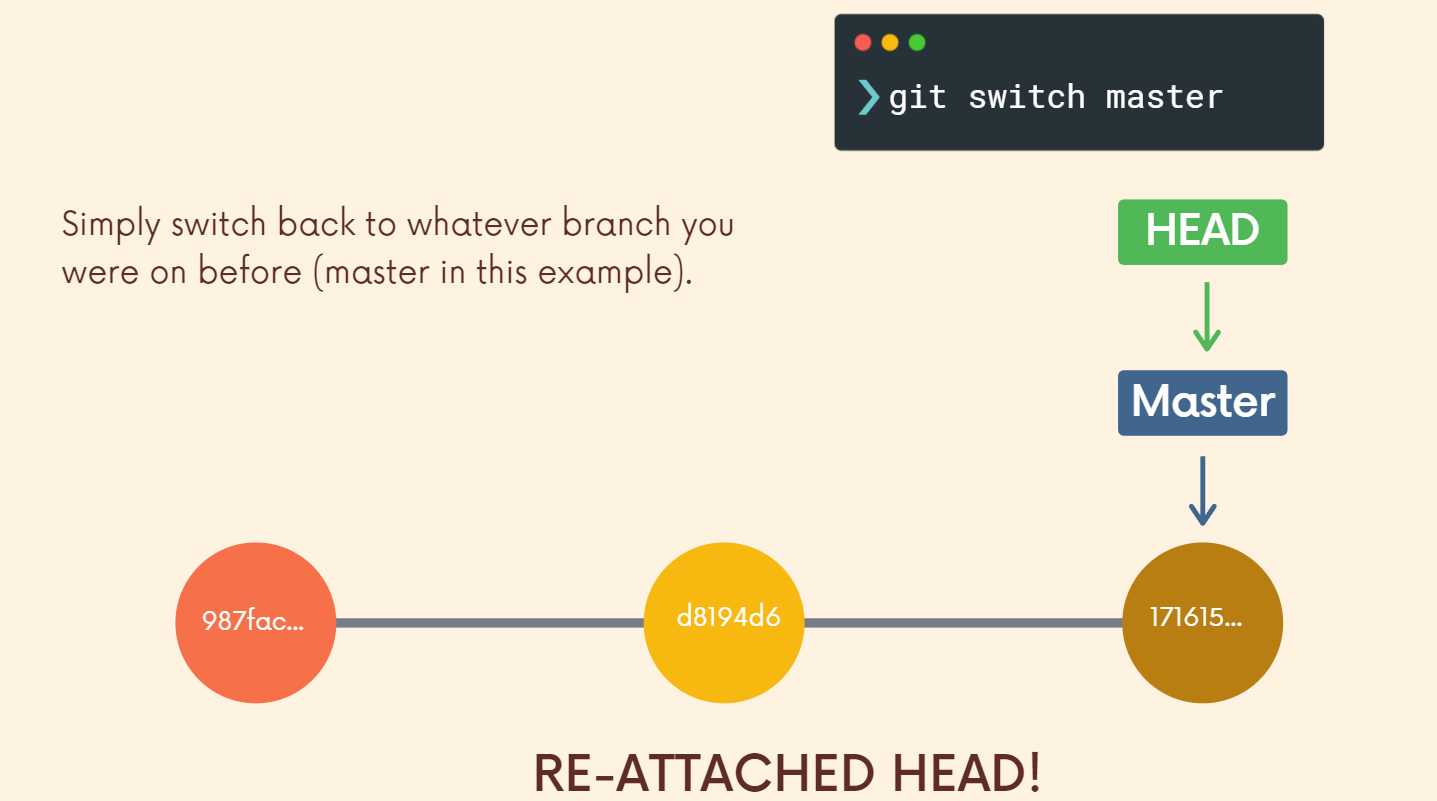 ❯git switch master
Simply switch back to whatever branch you
were on before (master in this example).
HEAD
Master
987fac...
d8194d6
171615...
RE-ATTACHED HEAD!